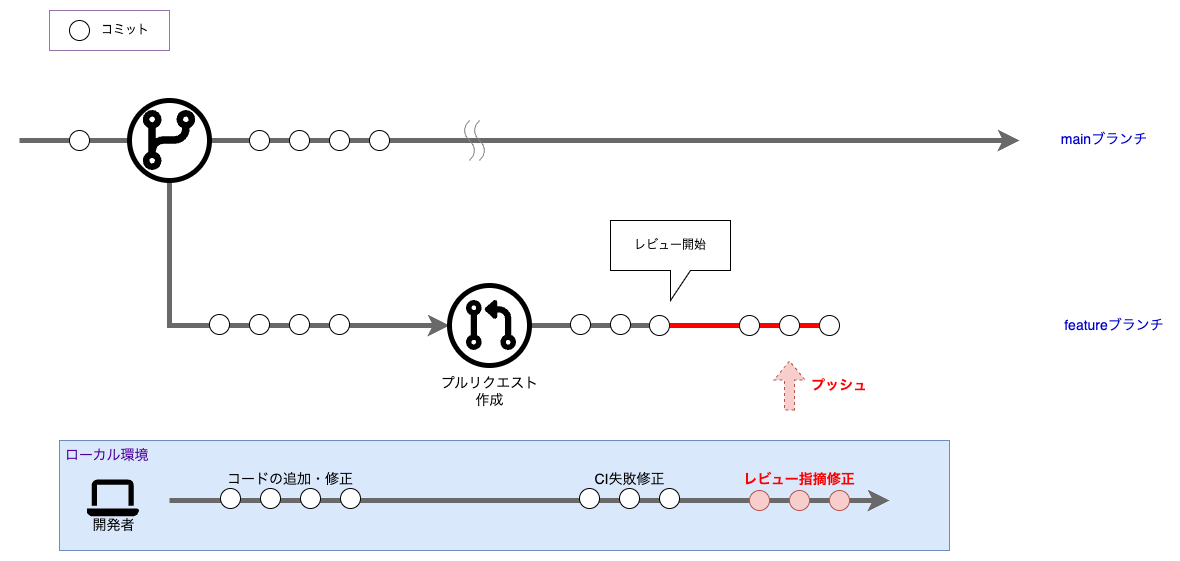 コミット
mainブランチ
レビュー開始
featureブランチ
プルリクエスト
作成
プッシュ
ローカル環境
コードの追加・修正
CI失敗修正
レビュー指摘修正
開発者